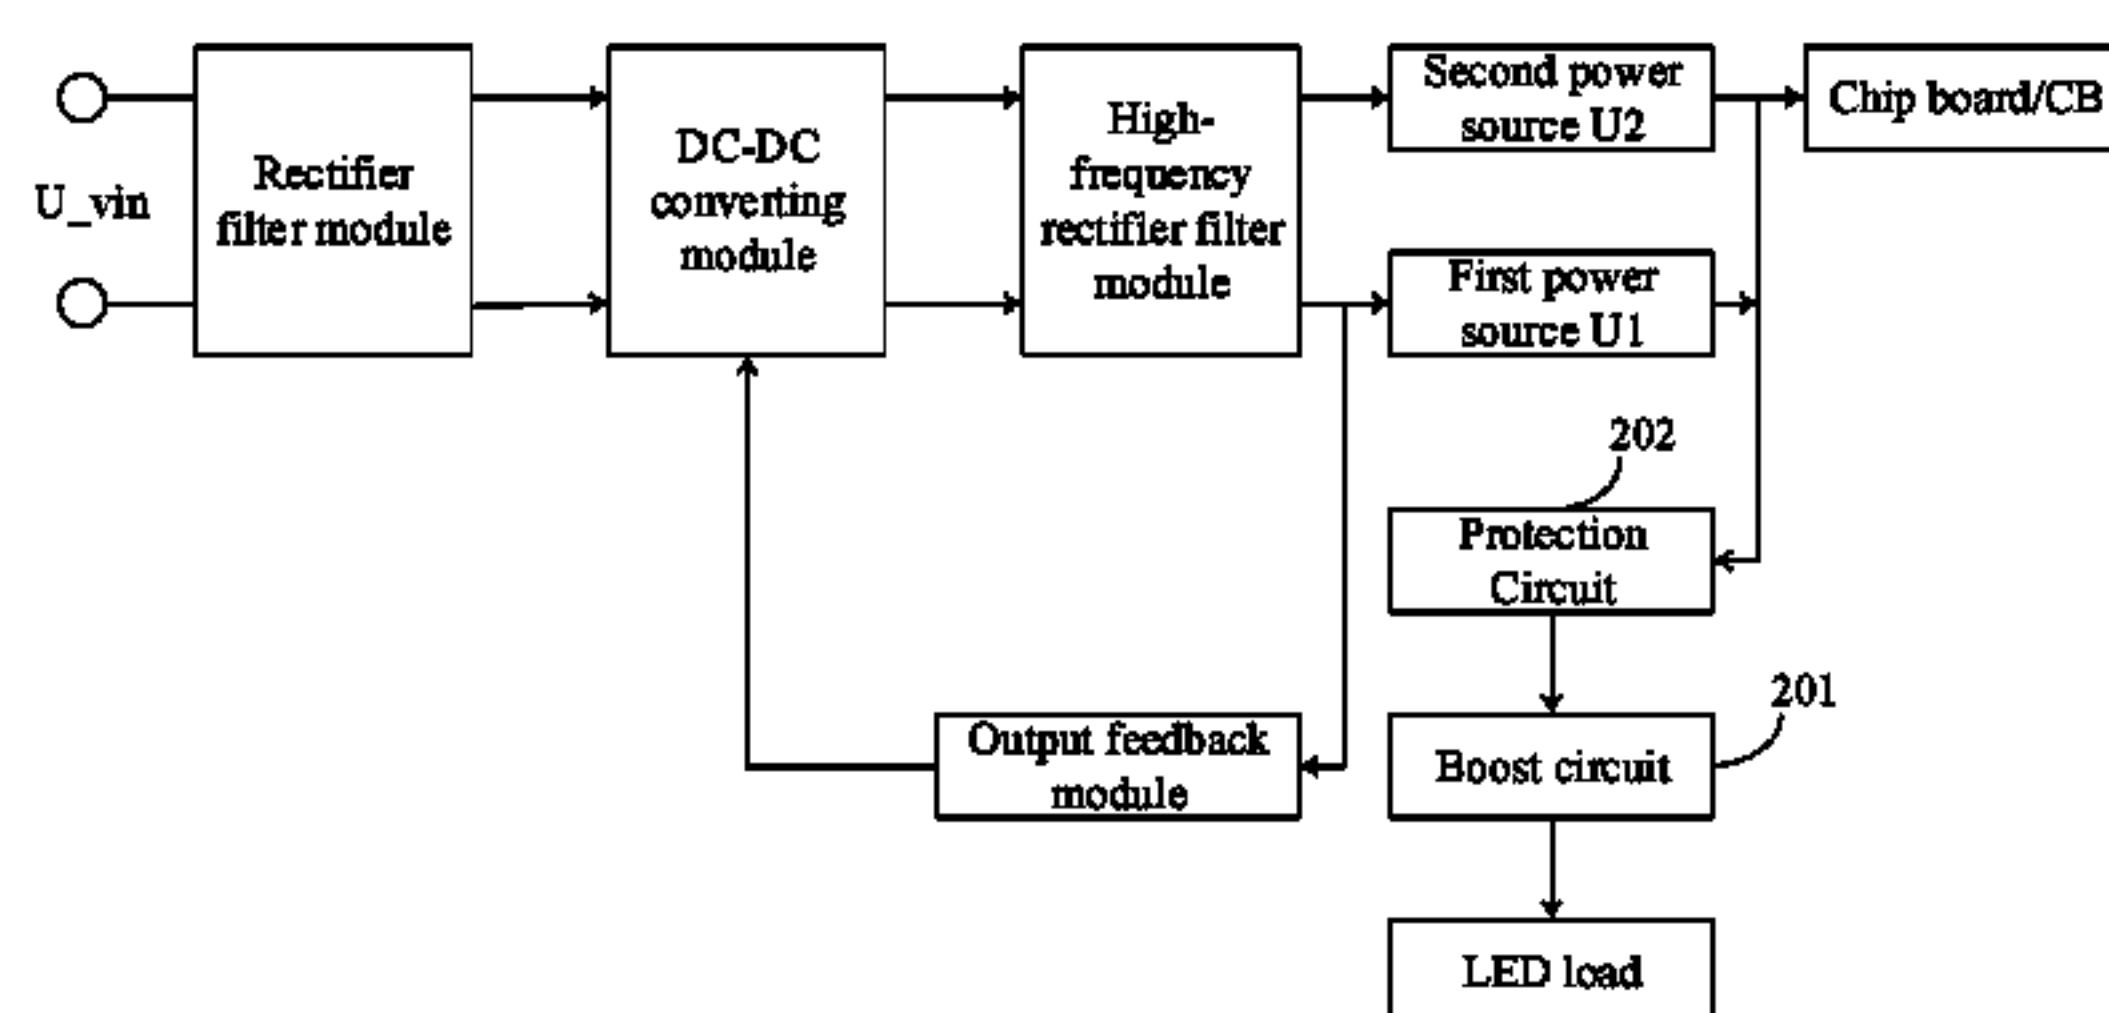 U_vin
Rectifier
filter module
DC-DC
converting
module
High-
frequency
rectifier filter
module
Second power
source U2
Chip board/CB
First power
source U1
202
Protection
Circuit
201
Boost circuit
Output feedback
module
LED load